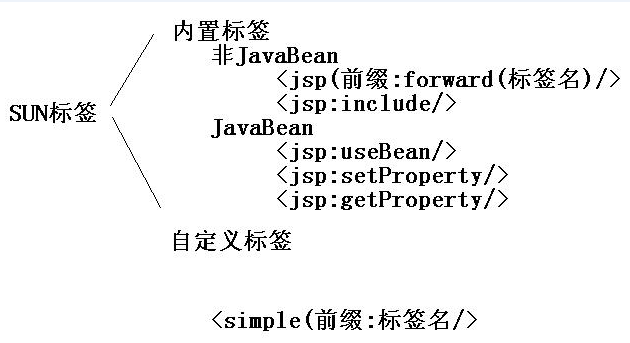 内置标签
非JavaBean
<jsp(前缀:forward(标签名)/>
<jsp:include/>
SUN标签
JavaBean
<jsp:useBean/>
<jsp:setProperty/>
<jsp:getProperty/>
自定义标签
<simple(前缀:标签名/>